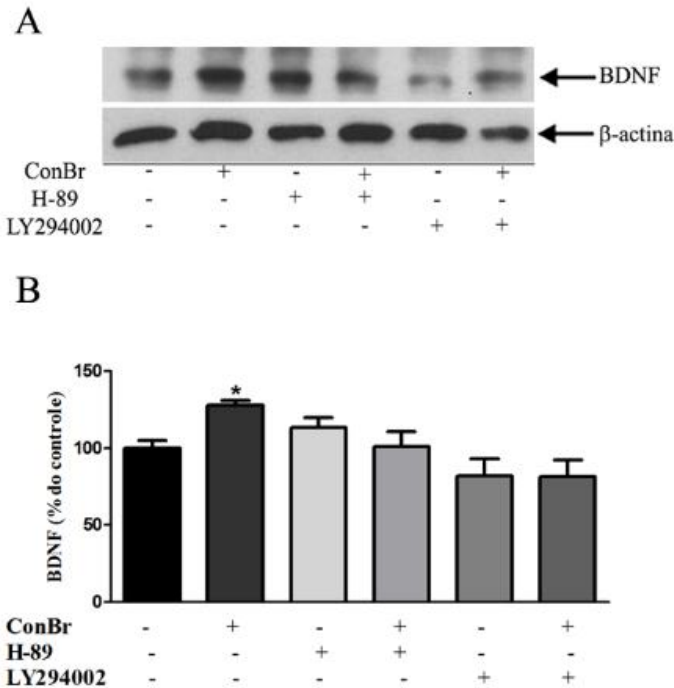 A
BDNF
β-actina
ConBr - + - + - +
H-89 - - + + - -
LY294002 - - - - + +
B
150
100
50
0
BDNF (% do controle)
*
ConBr - + - + - +
H-89 - - + + - -
LY294002 - - - - + +